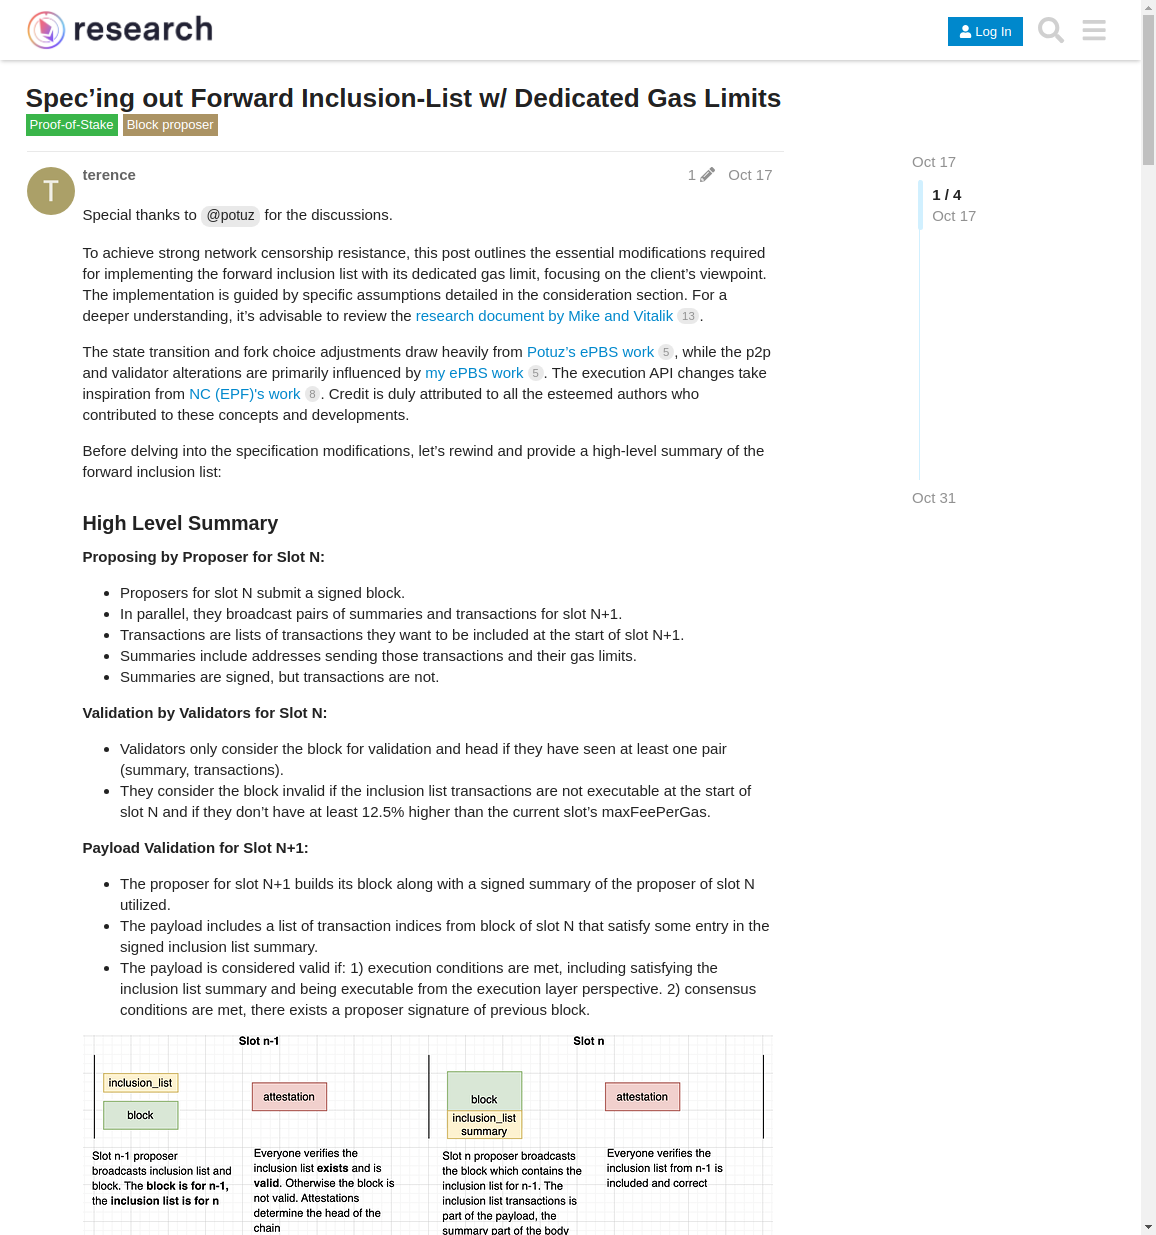 research
Log In
Spec’ing out Forward Inclusion-List w/ Dedicated Gas Limits
Proof-of-Stake Block proposer
T
terence
1 Oct 17
Special thanks to @potuz for the discussions.
To achieve strong network censorship resistance, this post outlines the essential modifications required
for implementing the forward inclusion list with its dedicated gas limit, focusing on the client’s viewpoint.
The implementation is guided by specific assumptions detailed in the consideration section. For a
deeper understanding, it’s advisable to review the research document by Mike and Vitalik 13.
The state transition and fork choice adjustments draw heavily from Potuz’s ePBS work 5, while the p2p
and validator alterations are primarily influenced by my ePBS work 5. The execution API changes take
inspiration from NC (EPF)'s work 8. Credit is duly attributed to all the esteemed authors who
contributed to these concepts and developments.
Before delving into the specification modifications, let’s rewind and provide a high-level summary of the
forward inclusion list:
High Level Summary
Proposing by Proposer for Slot N:
• Proposers for slot N submit a signed block.
• In parallel, they broadcast pairs of summaries and transactions for slot N+1.
• Transactions are lists of transactions they want to be included at the start of slot N+1.
• Summaries include addresses sending those transactions and their gas limits.
• Summaries are signed, but transactions are not.
Validation by Validators for Slot N:
• Validators only consider the block for validation and head if they have seen at least one pair
(summary, transactions).
• They consider the block invalid if the inclusion list transactions are not executable at the start of
slot N and if they don’t have at least 12.5% higher than the current slot’s maxFeePerGas.
Payload Validation for Slot N+1:
• The proposer for slot N+1 builds its block along with a signed summary of the proposer of slot N
utilized.
• The payload includes a list of transaction indices from block of slot N that satisfy some entry in the
signed inclusion list summary.
• The payload is considered valid if: 1) execution conditions are met, including satisfying the
inclusion list summary and being executable from the execution layer perspective. 2) consensus
conditions are met, there exists a proposer signature of previous block.
Slot n-1
inclusion_list
block
attestation
Slot n-1 proposer
broadcasts inclusion list and
block. The block is for n-1,
the inclusion list is for n
Everyone verifies the
inclusion list exists and is
valid. Otherwise the block is
not valid. Attestations
determine the head of the
chain
Slot n
block
inclusion_list
summary
attestation
Slot n proposer broadcasts
the block which contains the
inclusion list for n-1. The
inclusion list transactions is
part of the payload, the
summary part of the body
Everyone verifies the
inclusion list from n-1 is
included and correct
Oct 17
1 / 4
Oct 17
Oct 31